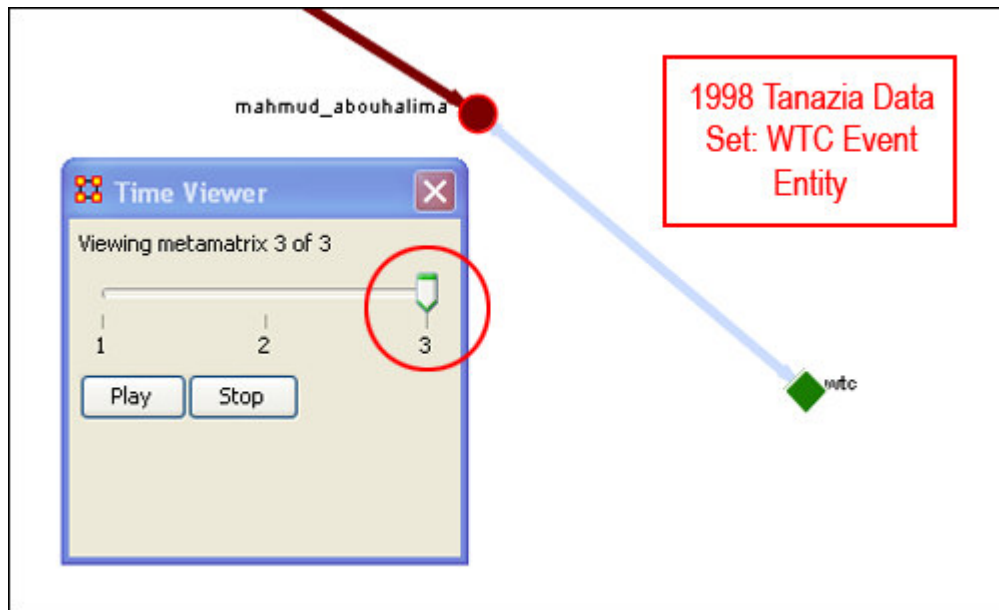 mahmud_abouhalima
1998 Tanazia Data
Set: WTC Event
Entity
Time Viewer
Viewing metamatrix 3 of 3
1 2 3
Play Stop
wtc